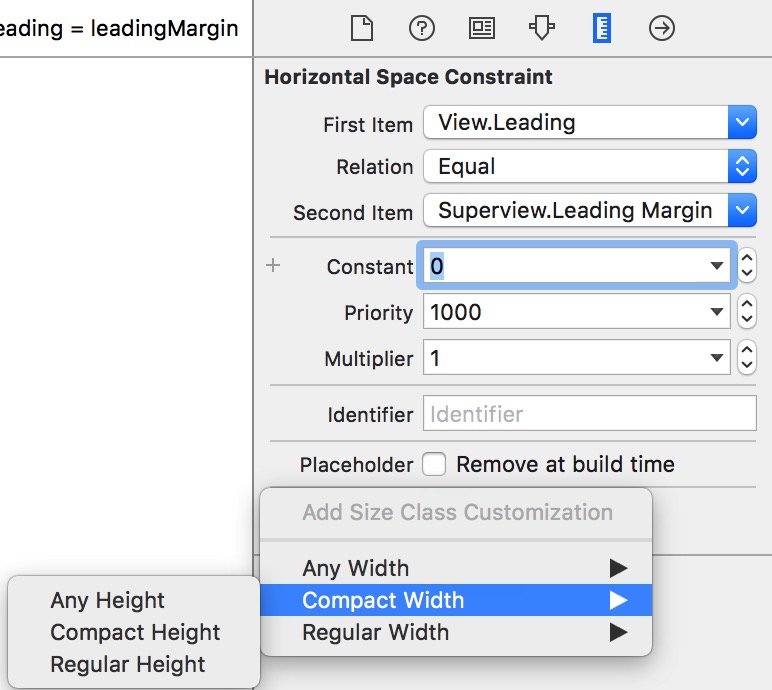 eading = leadingMargin
Horizontal Space Constraint
First Item View.Leading
Relation Equal
Second Item Superview.Leading Margin
+ Constant 0
Priority 1000
Multiplier 1
Identifier Identifier
Placeholder Remove at build time
Add Size Class Customization
Any Width
Compact Width
Regular Width
Any Height
Compact Height
Regular Height